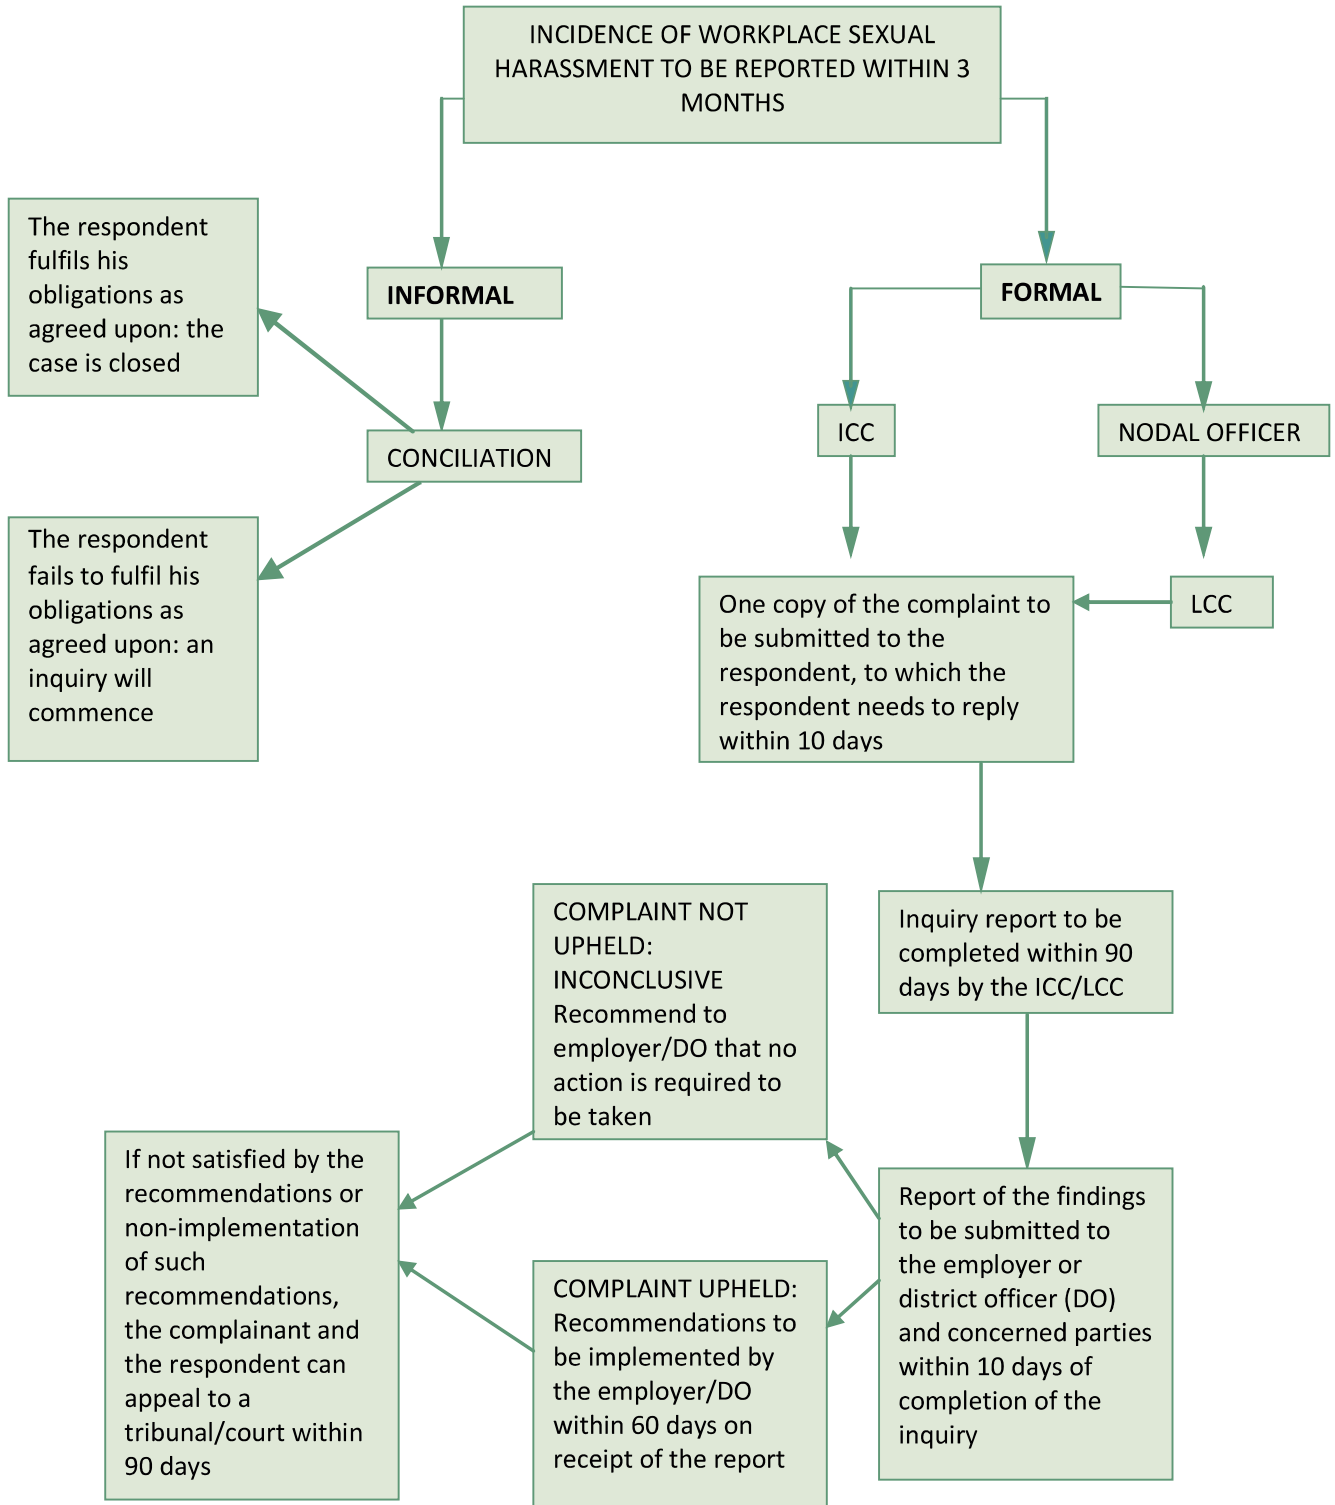 INCIDENCE OF WORKPLACE SEXUAL
HARASSMENT TO BE REPORTED WITHIN 3
MONTHS
The respondent
fulfils his
obligations as
agreed upon: the
case is closed
INFORMAL
FORMAL
CONCILIATION
ICC
NODAL OFFICER
The respondent
fails to fulfil his
obligations as
agreed upon: an
inquiry will
commence
One copy of the complaint to
be submitted to the
respondent, to which the
respondent needs to reply
within 10 days
LCC
Inquiry report to be
completed within 90
days by the ICC/LCC
COMPLAINT NOT
UPHELD:
INCONCLUSIVE
Recommend to
employer/DO that no
action is required to
be taken
Report of the findings
to be submitted to
the employer or
district officer (DO)
and concerned parties
within 10 days of
completion of the
inquiry
COMPLAINT UPHELD:
Recommendations to
be implemented by
the employer/DO
within 60 days on
receipt of the report
If not satisfied by the
recommendations or
non-implementation
of such
recommendations,
the complainant and
the respondent can
appeal to a
tribunal/court within
90 days